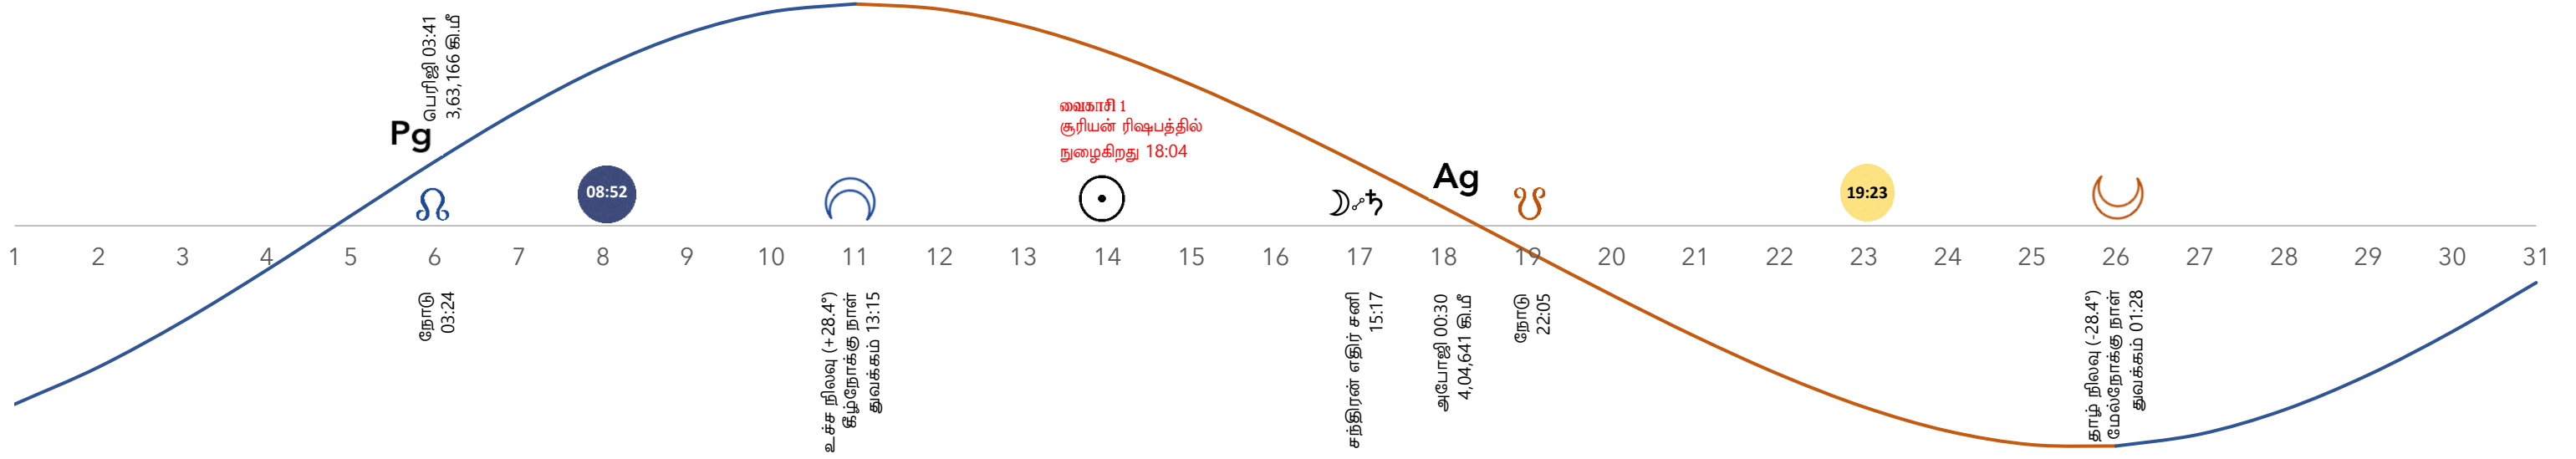 பெரிஜி 03:41
3,63,166 கி.மீ
Pg
வைகாசி 1
சூரியன் ரிஷபத்தில்
நுழைகிறது 18:04
Ag
08:52
19:23
1 2 3 4 5 6 7 8 9 10 11 12 13 14 15 16 17 18 19 20 21 22 23 24 25 26 27 28 29 30 31
நோடு
03:24
உச்ச நிலவு (+28.4°)
கீழ்நோக்கு நாள்
துவக்கம் 13:15
சந்திரன் எதிர் சனி
15:17
அபோஜி 00:30
4,04,641 கி.மீ
நோடு
22:05
தாழ் நிலவு (-28.4°)
மேல்நோக்கு நாள்
துவக்கம் 01:28